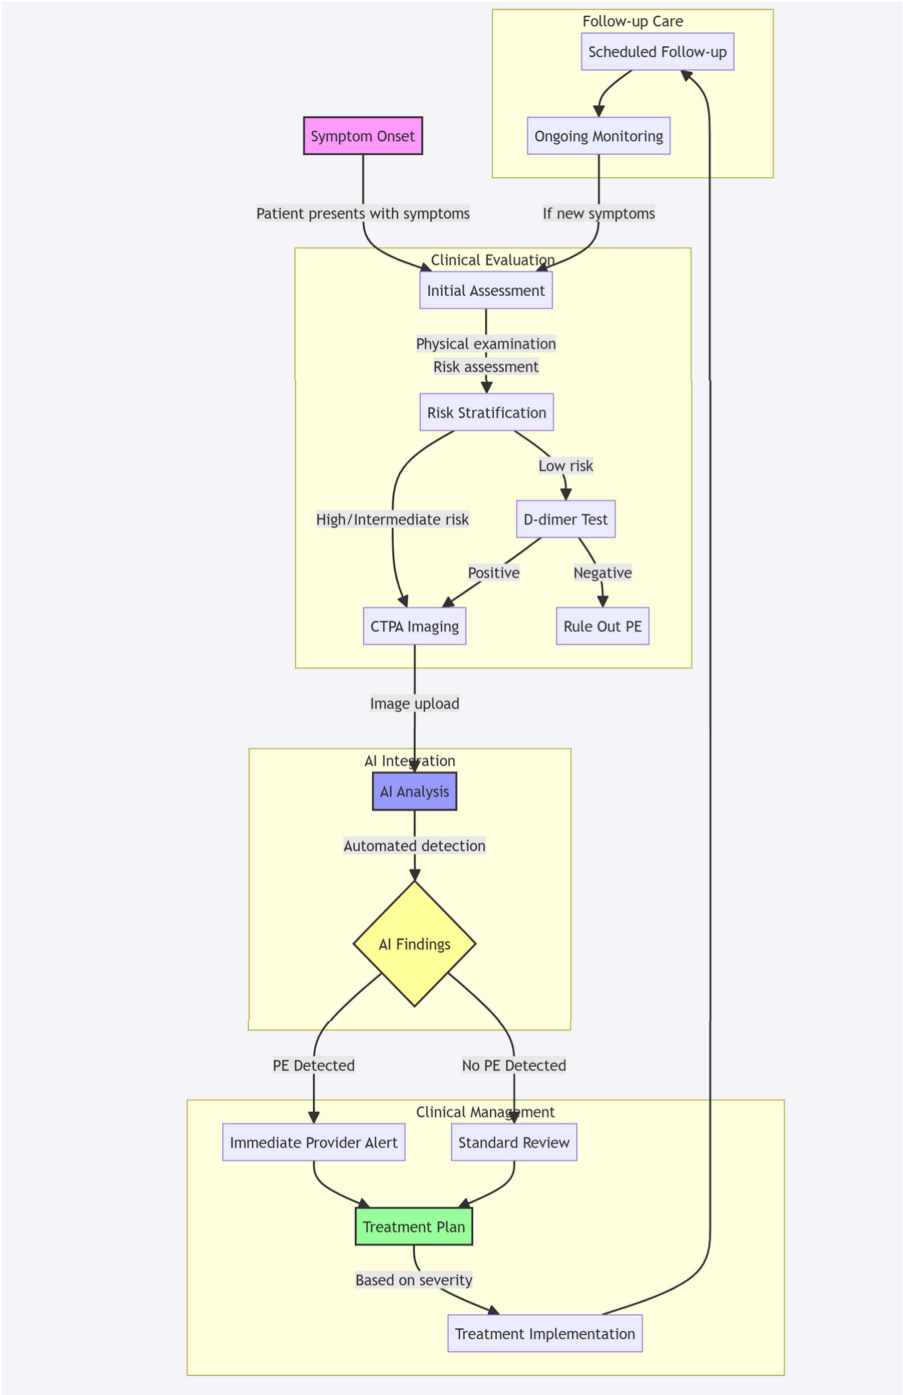 Follow-up Care
Scheduled Follow-up
Symptom Onset
Ongoing Monitoring
Patient presents with symptoms
If new symptoms
Clinical Evaluation
Initial Assessment
Physical examination
Risk assessment
Risk Stratification
Low risk
High/Intermediate risk
D-dimer Test
Positive
Negative
CTPA Imaging
Rule Out PE
Image upload
AI Integration
AI Analysis
Automated detection
AI Findings
PE Detected
No PE Detected
Clinical Management
Immediate Provider Alert
Standard Review
Treatment Plan
Based on severity
Treatment Implementation